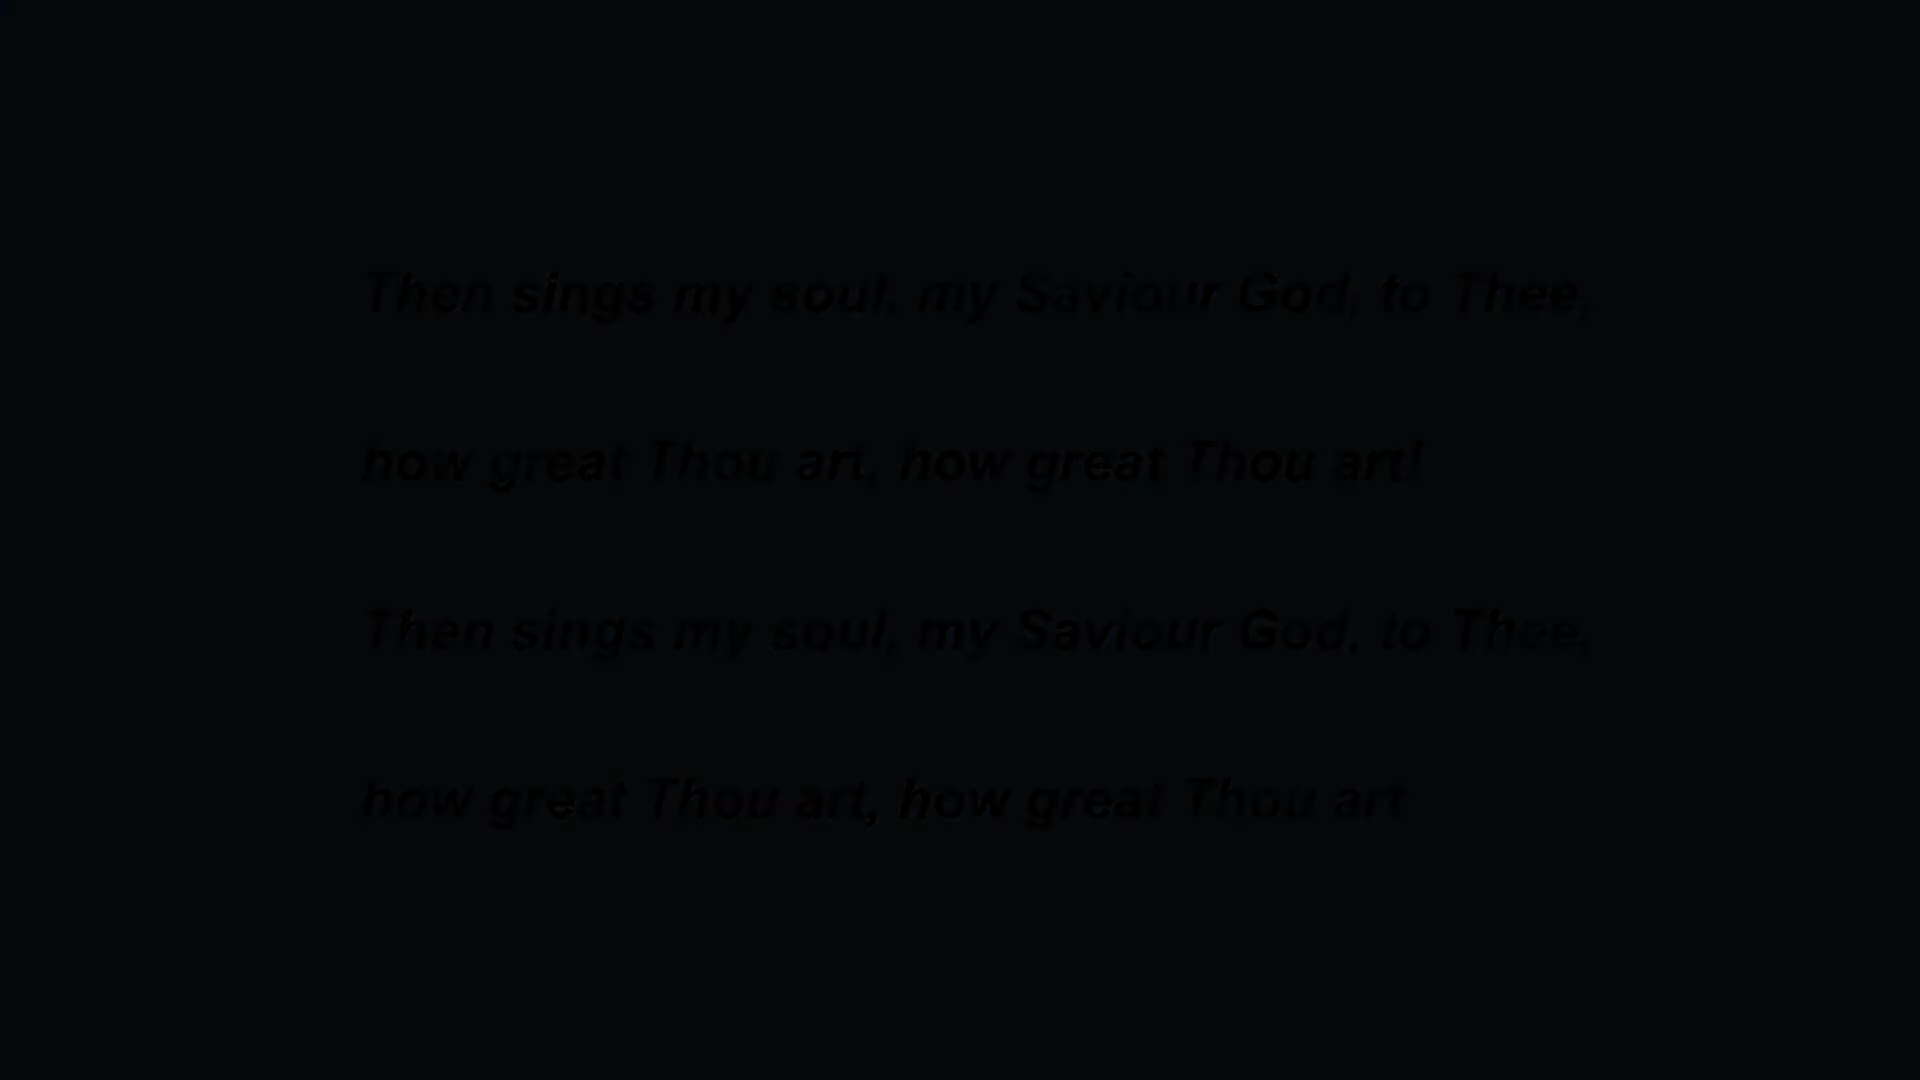 Then sings my soul, my Saviour God, to Thee,
how great Thou art, how great Thou art!
Then sings my soul, my Saviour God, to Thee,
how great Thou art, how great Thou art